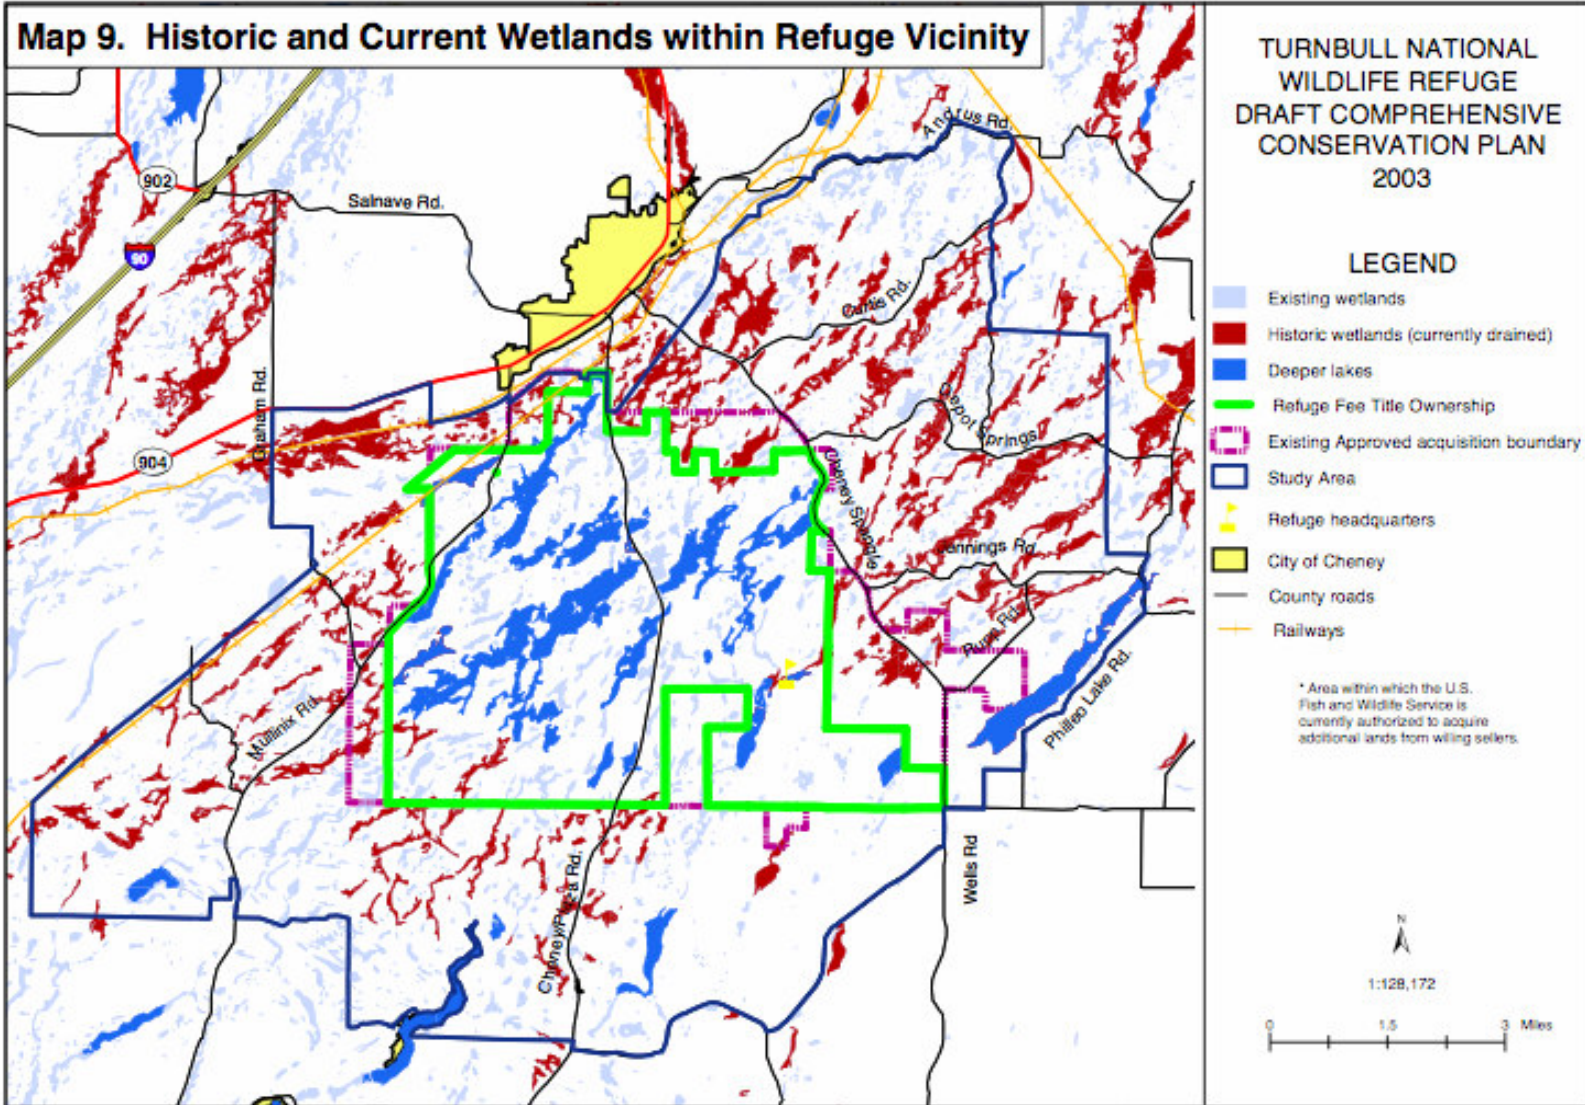 Map 9. Historic and Current Wetlands within Refuge Vicinity
TURNBULL NATIONAL
WILDLIFE REFUGE
DRAFT COMPREHENSIVE
CONSERVATION PLAN
2003
LEGEND
Existing wetlands
Historic wetlands (currently drained)
Deeper lakes
Refuge Fee Title Ownership
Existing Approved acquisition boundary
Study Area
Refuge headquarters
City of Cheney
County roads
Railways
* Area within which the U.S.
Fish and Wildlife Service is
currently authorized to acquire
additional lands from willing sellers.
N
1:128,172
0 1.5 3 Miles
Andrus Rd.
902
Salnave Rd.
90
Curtis Rd.
Graham Rd.
Depot Springs
904
Cheney Spangle
Jennings Rd
Rupp Rd.
Mullinix Rd.
Philleo Lake Rd.
Cheney/Plaza Rd.
Wells Rd